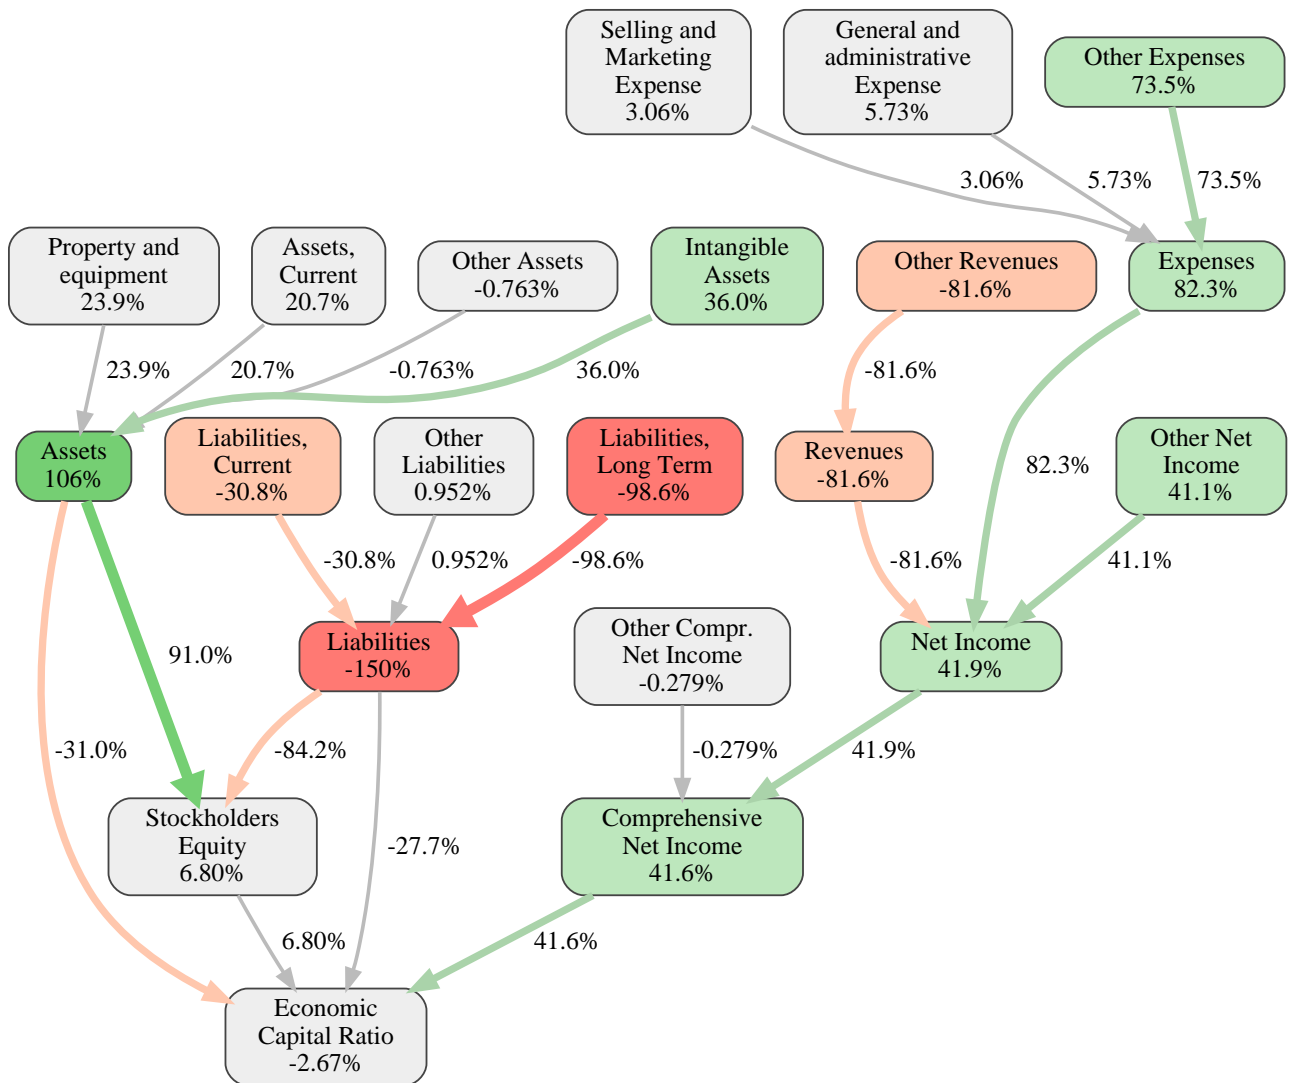 Selling and
Marketing
Expense
3.06%
General and
administrative
Expense
5.73%
Other Expenses
73.5%
3.06%
5.73%
73.5%
Property and
equipment
23.9%
Assets,
Current
20.7%
Other Assets
-0.763%
Intangible
Assets
36.0%
Other Revenues
-81.6%
Expenses
82.3%
23.9%
20.7%
-0.763%
36.0%
-81.6%
Assets
106%
Liabilities,
Current
-30.8%
Other
Liabilities
0.952%
Liabilities,
Long Term
-98.6%
Revenues
-81.6%
82.3%
Other Net
Income
41.1%
-30.8%
0.952%
-98.6%
-81.6%
41.1%
91.0%
Liabilities
-150%
Other Compr.
Net Income
-0.279%
Net Income
41.9%
-31.0%
-84.2%
-0.279%
41.9%
Stockholders
Equity
6.80%
-27.7%
Comprehensive
Net Income
41.6%
6.80%
41.6%
Economic
Capital Ratio
-2.67%